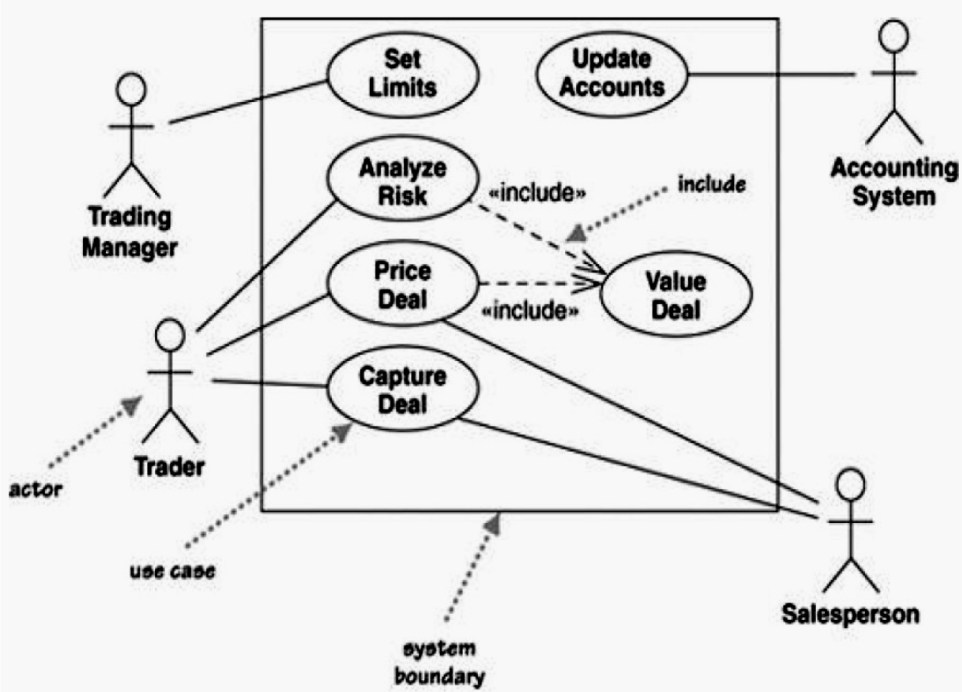 Set
Limits
Update
Accounts
Trading
Manager
Accounting
System
Analyze
Risk
«include»
include
Price
Deal
«include»
Value
Deal
Capture
Deal
Trader
actor
use case
system
boundary
Salesperson